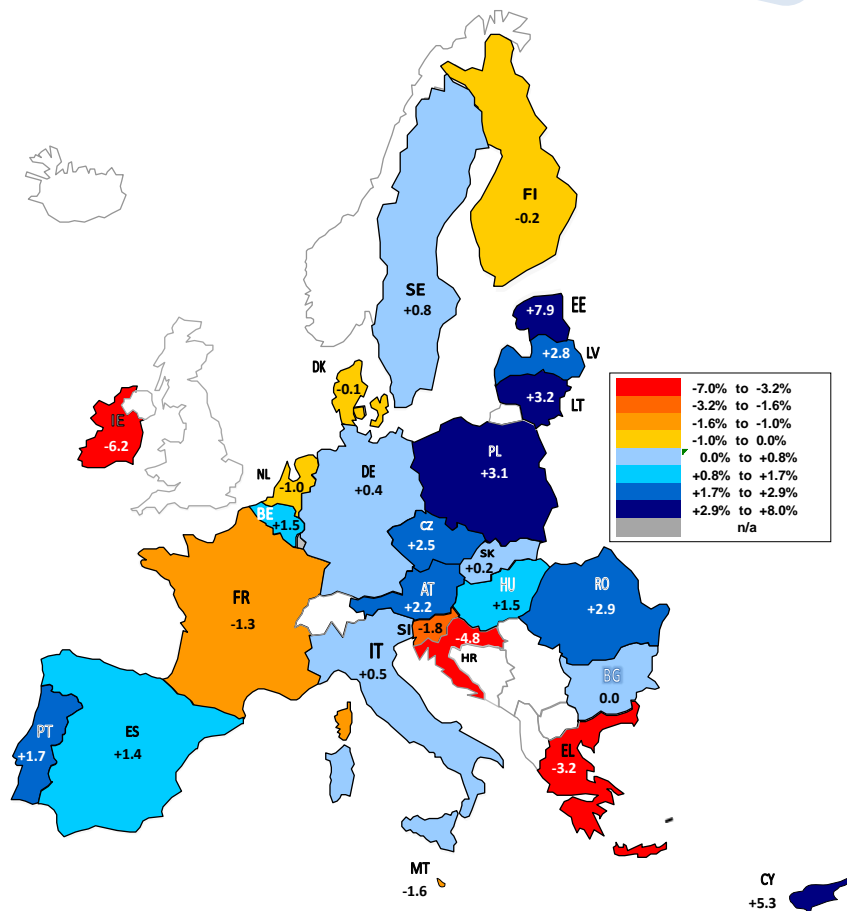 FI
-0.2
SE
+0.8
+7.9
EE
+2.8
LV
+3.2
LT
DK
-0.1
IE
-6.2
NL
-1.0
DE
+0.4
PL
+3.1
BE
+1.5
CZ
+2.5
SK
+0.2
FR
-1.3
AT
+2.2
HU
+1.5
RO
+2.9
SI
-1.8
-4.8
HR
IT
+0.5
BG
0.0
PT
+1.7
ES
+1.4
EL
-3.2
MT
-1.6
CY
+5.3
-7.0% to -3.2%
-3.2% to -1.6%
-1.6% to -1.0%
-1.0% to 0.0%
0.0% to +0.8%
+0.8% to +1.7%
+1.7% to +2.9%
+2.9% to +8.0%
n/a